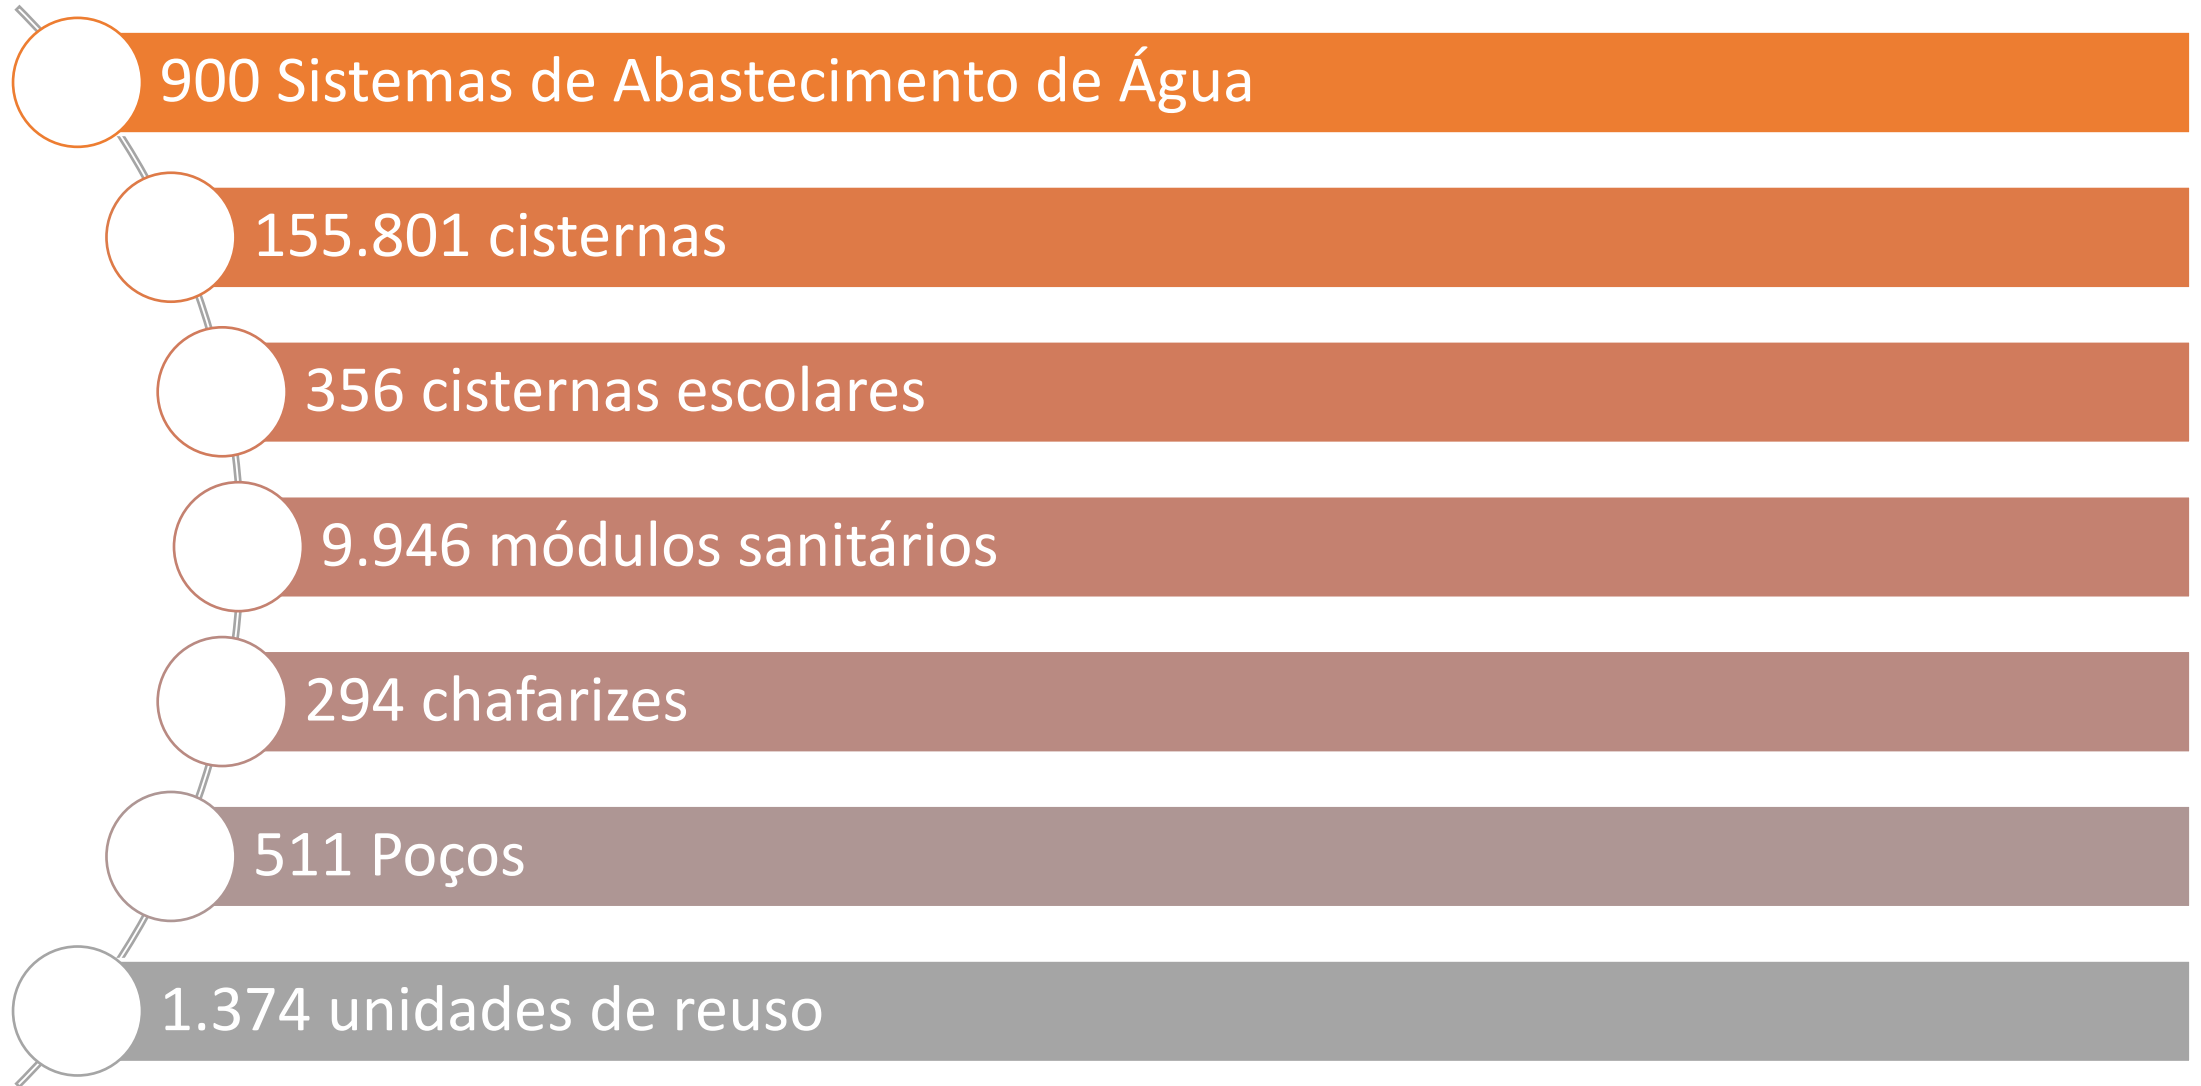 900 Sistemas de Abastecimento de Água
155.801 cisternas
356 cisternas escolares
9.946 módulos sanitários
294 chafarizes
511 Poços
1.374 unidades de reuso